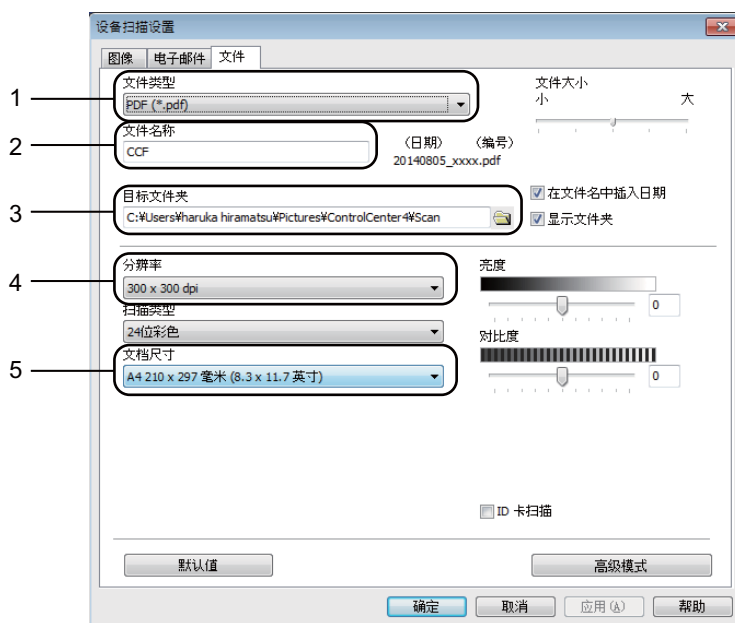 设备扫描设置
图像 电子邮件 文件
1
文件类型
PDF (*.pdf)
文件大小
小 大
2
文件名称
CCF
(日期) (编号)
20140805_xxxx.pdf
3
目标文件夹
C:¥Users¥haruka hiramatsu¥Pictures¥ControlCenter4¥Scan
在文件名中插入日期
显示文件夹
4
分辨率
300 x 300 dpi
亮度
0
扫描类型
24位彩色
对比度
0
5
文档尺寸
A4 210 x 297 毫米 (8.3 x 11.7 英寸)
ID 卡扫描
默认值 高级模式
确定 取消 应用(A) 帮助